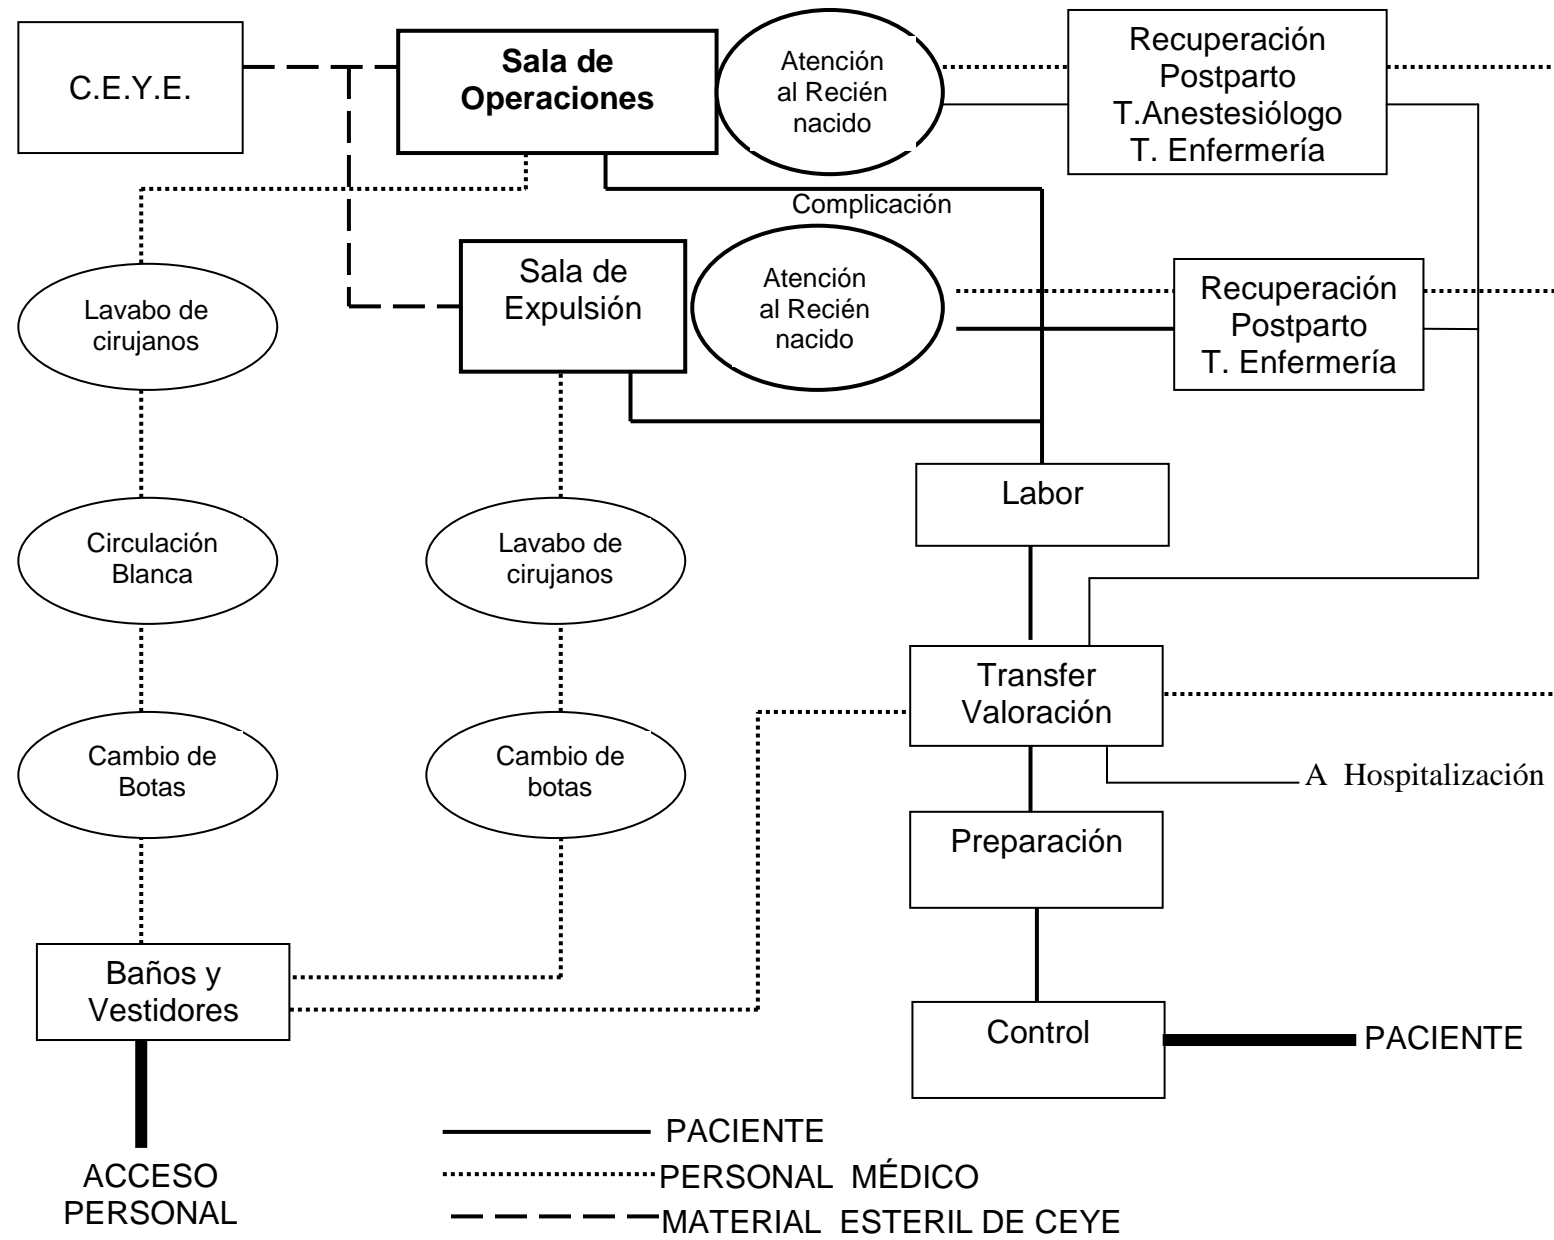 C.E.Y.E.
Sala de
Operaciones
Atención
al Recién
nacido
Recuperación
Postparto
T.Anestesiólogo
T. Enfermería
Complicación
Sala de
Expulsión
Atención
al Recién
nacido
Recuperación
Postparto
T. Enfermería
Lavabo de
cirujanos
Labor
Circulación
Blanca
Lavabo de
cirujanos
Transfer
Valoración
Cambio de
Botas
Cambio de
botas
A Hospitalización
Preparación
Baños y
Vestidores
Control
PACIENTE
ACCESO
PERSONAL
PACIENTE
PERSONAL MÉDICO
MATERIAL ESTERIL DE CEYE